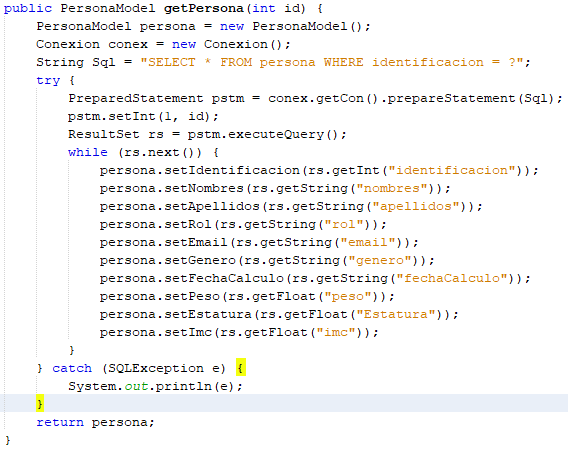 public PersonaModel getPersona(int id) {
    PersonaModel persona = new PersonaModel();
    Conexion conex = new Conexion();
    String Sql = "SELECT * FROM persona WHERE identificacion = ?";
    try {
        PreparedStatement pstm = conex.getCon().prepareStatement(Sql);
        pstm.setInt(1, id);
        ResultSet rs = pstm.executeQuery();
        while (rs.next()) {
            persona.setIdentificacion(rs.getInt("identificacion"));
            persona.setNombres(rs.getString("nombres"));
            persona.setApellidos(rs.getString("apellidos"));
            persona.setRol(rs.getString("rol"));
            persona.setEmail(rs.getString("email"));
            persona.setGenero(rs.getString("genero"));
            persona.setFechaCalculo(rs.getString("fechaCalculo"));
            persona.setPeso(rs.getFloat("peso"));
            persona.setEstatura(rs.getFloat("Estatura"));
            persona.setImc(rs.getFloat("imc"));
        }
    } catch (SQLException e) {
        System.out.println(e);
    }
    return persona;
}